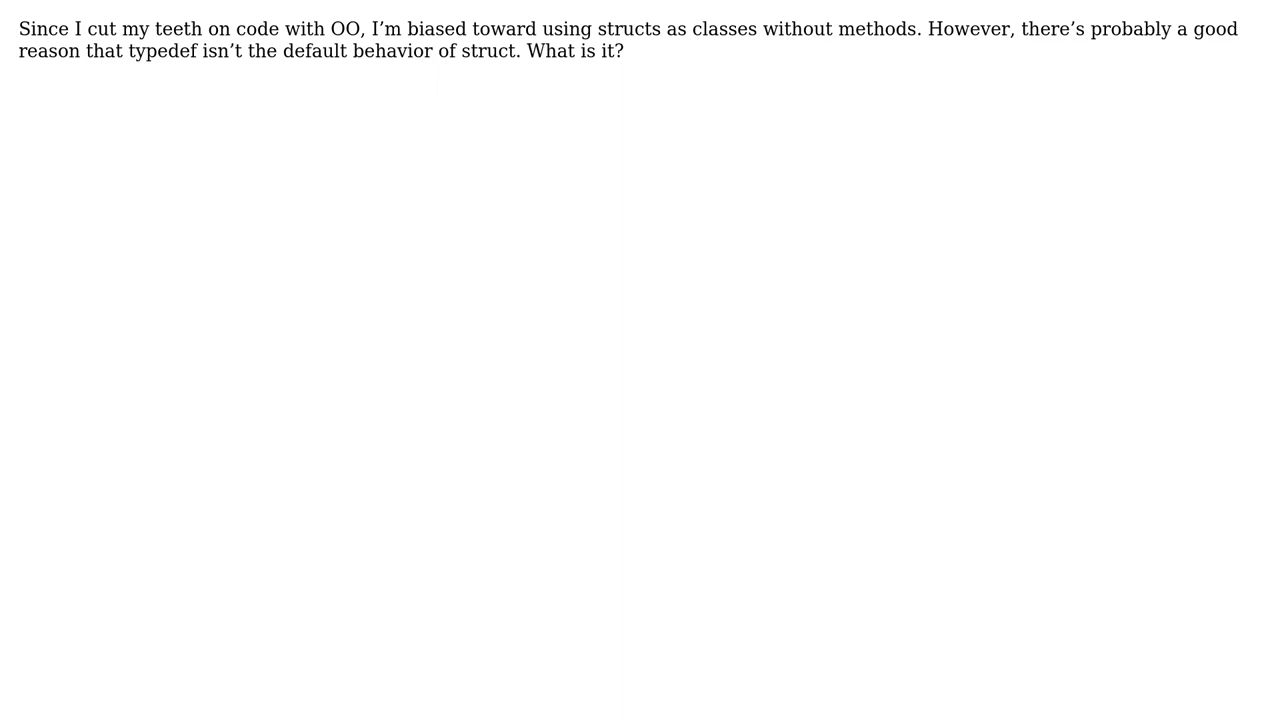 Since I cut my teeth on code with OO, I’m biased toward using structs as classes without methods. However, there’s probably a good
reason that typedef isn’t the default behavior of struct. What is it?